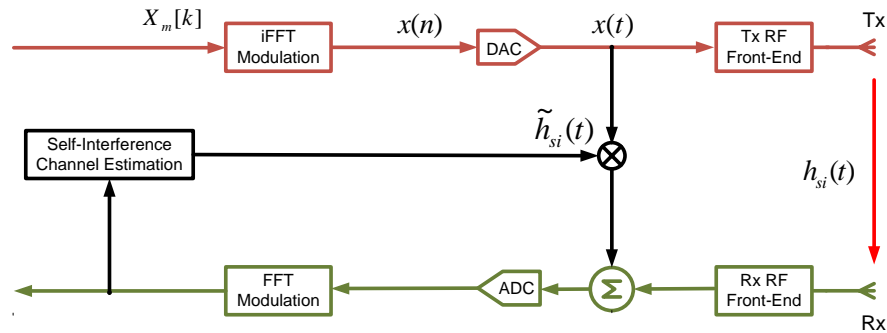 X_m[k]
iFFT
Modulation
x(n)
DAC
x(t)
Tx RF
Front-End
Tx
Self-Interference
Channel Estimation
h̃_si(t)
h_si(t)
FFT
Modulation
ADC
Σ
Rx RF
Front-End
Rx